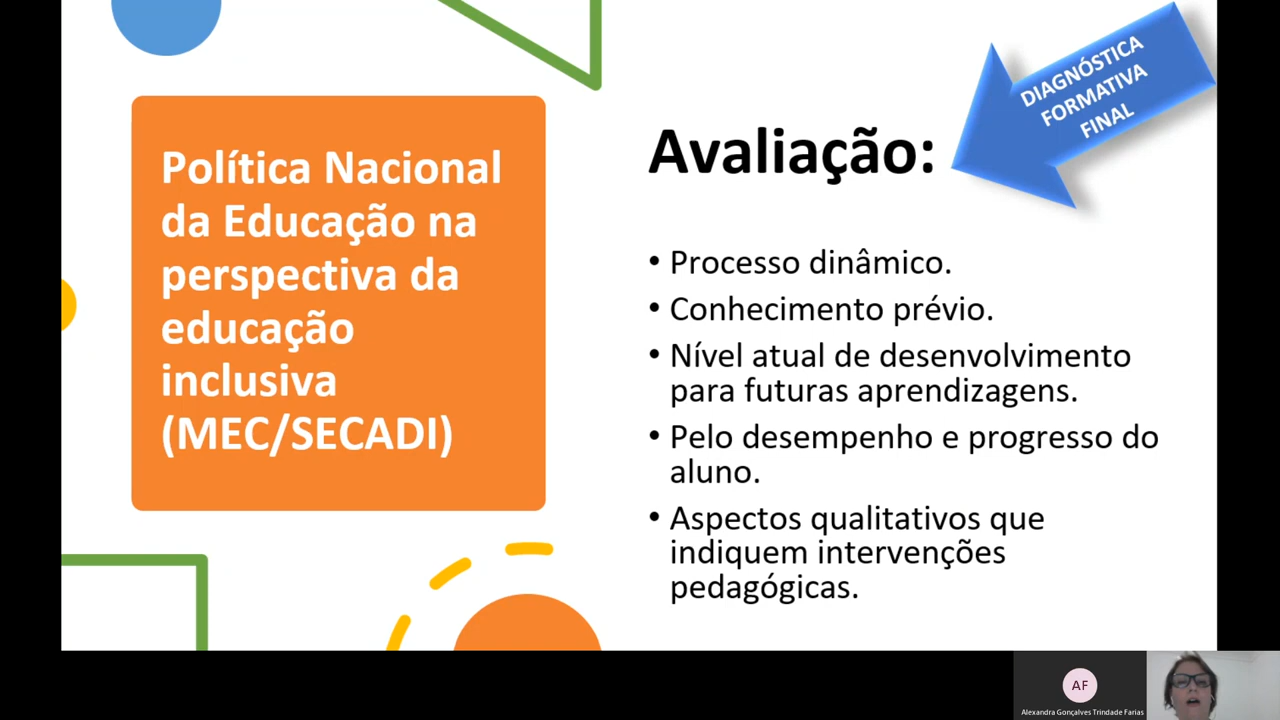 Política Nacional
da Educação na
perspectiva da
educação
inclusiva
(MEC/SECADI)
DIAGNÓSTICA
FORMATIVA
FINAL
Avaliação:
• Processo dinâmico.
• Conhecimento prévio.
• Nível atual de desenvolvimento
para futuras aprendizagens.
• Pelo desempenho e progresso do
aluno.
• Aspectos qualitativos que
indiquem intervenções
pedagógicas.
AF
Alexandra Gonçalves Trindade Farias